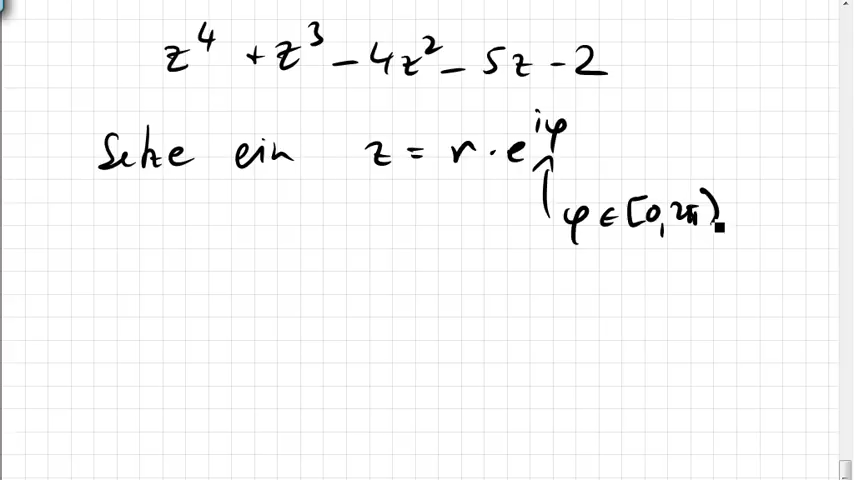 z⁴ + z³ - 4z² - 5z - 2
Setze ein z = r · e^{iφ}
φ ∈ [0, 2π)